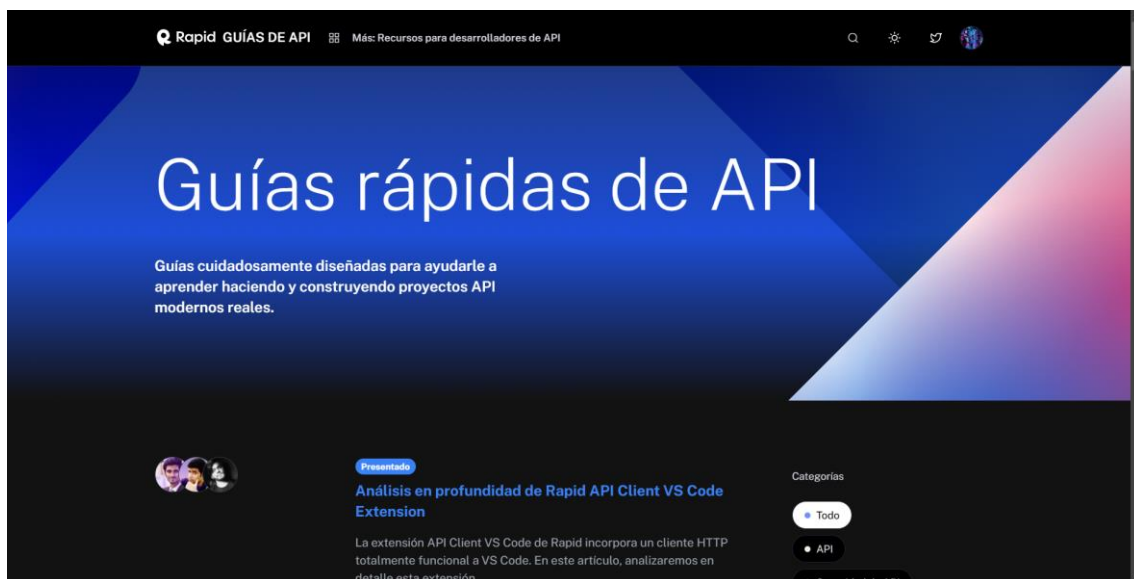 Rapid GUÍAS DE API Más: Recursos para desarrolladores de API
Guías rápidas de API
Guías cuidadosamente diseñadas para ayudarle a
aprender haciendo y construyendo proyectos API
modernos reales.
Presentado
Análisis en profundidad de Rapid API Client VS Code
Extension
La extensión API Client VS Code de Rapid incorpora un cliente HTTP
totalmente funcional a VS Code. En este artículo, analizaremos en
detalle esta extensión
Categorías
Todo
API